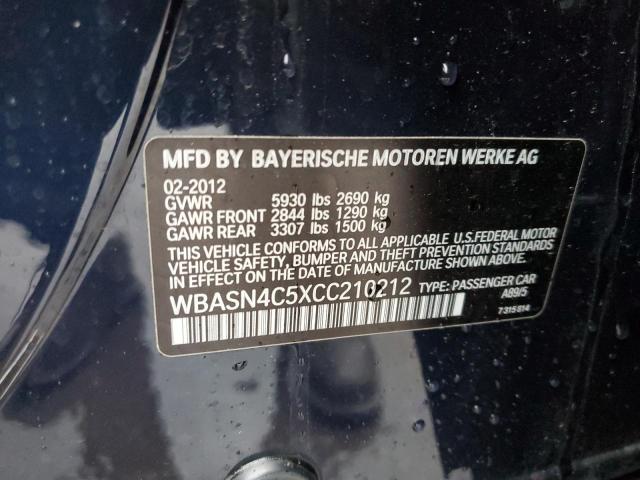 MFD BY BAYERISCHE MOTOREN WERKE AG
02-2012
GVWR 5930 lbs 2690 kg
GAWR FRONT 2844 lbs 1290 kg
GAWR REAR 3307 lbs 1500 kg
THIS VEHICLE CONFORMS TO ALL APPLICABLE U.S.FEDERAL MOTOR
VEHICLE SAFETY, BUMPER AND THEFT PREVENTION STANDARDS
IN EFFECT ON THE DATE OF MANUFACTURE SHOWN ABOVE.
WBASN4C5XCC210212 TYPE: PASSENGER CAR
A89/5
7315814